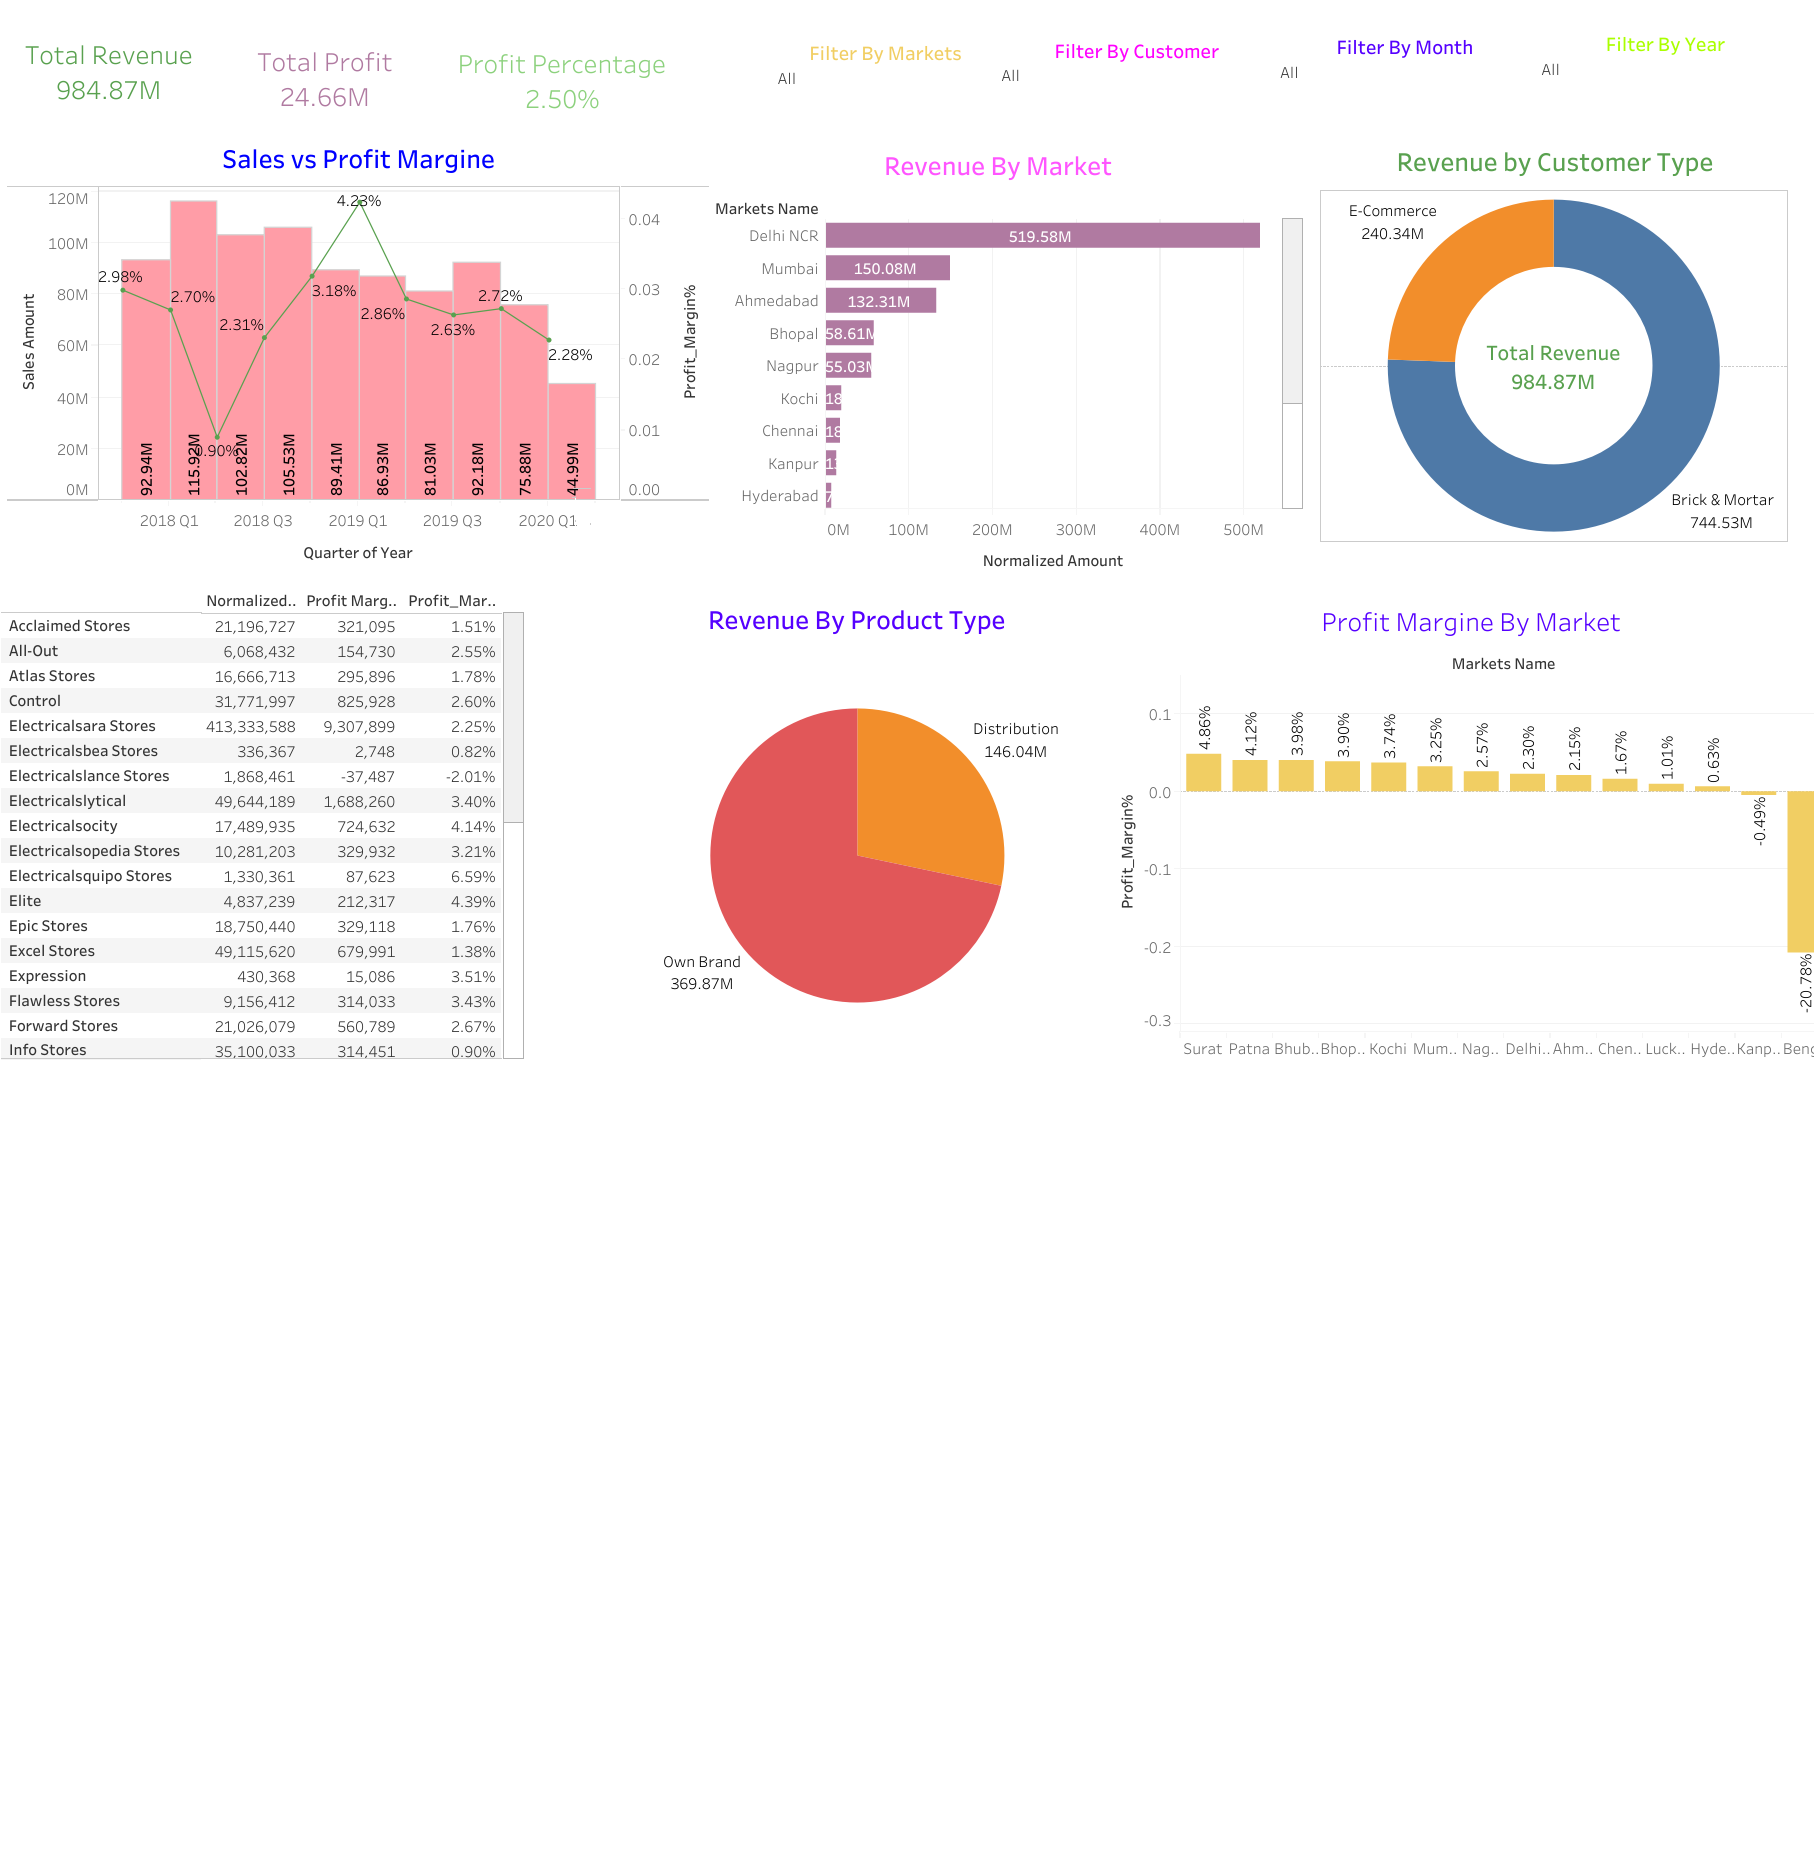 Total Revenue
984.87M
Total Profit
24.66M
Profit Percentage
2.50%
Filter By Markets
All
Filter By Customer
All
Filter By Month
All
Filter By Year
All
Sales vs Profit Margine
120M
100M
80M
60M
40M
20M
0M
Sales Amount
2.98%
2.70%
0.90%
2.31%
3.18%
4.23%
2.86%
2.63%
2.72%
2.28%
92.94M
115.92M
102.82M
105.53M
89.41M
86.93M
81.03M
92.18M
75.88M
44.99M
0.04
0.03
0.02
0.01
0.00
Profit_Margin%
2018 Q1
2018 Q3
2019 Q1
2019 Q3
2020 Q1
Quarter of Year
Revenue By Market
Markets Name
Delhi NCR 519.58M
Mumbai 150.08M
Ahmedabad 132.31M
Bhopal 58.61M
Nagpur 55.03M
Kochi 18
Chennai 18
Kanpur
Hyderabad 7
0M 100M 200M 300M 400M 500M
Normalized Amount
Revenue by Customer Type
E-Commerce
240.34M
Total Revenue
984.87M
Brick & Mortar
744.53M
Normalized.. Profit Marg.. Profit_Mar..
Acclaimed Stores 21,196,727 321,095 1.51%
All-Out 6,068,432 154,730 2.55%
Atlas Stores 16,666,713 295,896 1.78%
Control 31,771,997 825,928 2.60%
Electricalsara Stores 413,333,588 9,307,899 2.25%
Electricalsbea Stores 336,367 2,748 0.82%
Electricalslance Stores 1,868,461 -37,487 -2.01%
Electricalslytical 49,644,189 1,688,260 3.40%
Electricalsocity 17,489,935 724,632 4.14%
Electricalsopedia Stores 10,281,203 329,932 3.21%
Electricalsquipo Stores 1,330,361 87,623 6.59%
Elite 4,837,239 212,317 4.39%
Epic Stores 18,750,440 329,118 1.76%
Excel Stores 49,115,620 679,991 1.38%
Expression 430,368 15,086 3.51%
Flawless Stores 9,156,412 314,033 3.43%
Forward Stores 21,026,079 560,789 2.67%
Info Stores 35,100,033 314,451 0.90%
Revenue By Product Type
Distribution
146.04M
Own Brand
369.87M
Profit Margine By Market
Markets Name
0.1
0.0
-0.1
-0.2
-0.3
Profit_Margin%
4.86%
4.12%
3.98%
3.90%
3.74%
3.25%
2.57%
2.30%
2.15%
1.67%
1.01%
0.63%
-0.49%
-20.78%
Surat Patna Bhub.. Bhop.. Kochi Mum.. Nag.. Delhi.. Ahm.. Chen.. Luck.. Hyde.. Kanp.. Beng